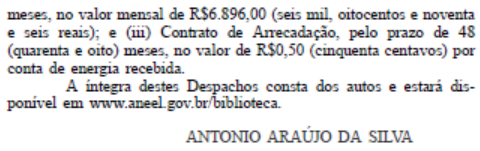 meses, no valor mensal de R$6.896,00 (seis mil, oitocentos e noventa
e seis reais); e (iii) Contrato de Arrecadação, pelo prazo de 48
(quarenta e oito) meses, no valor de R$0,50 (cinquenta centavos) por
conta de energia recebida.
A íntegra destes Despachos consta dos autos e estará dis-
ponível em www.aneel.gov.br/biblioteca.
ANTONIO ARAÚJO DA SILVA